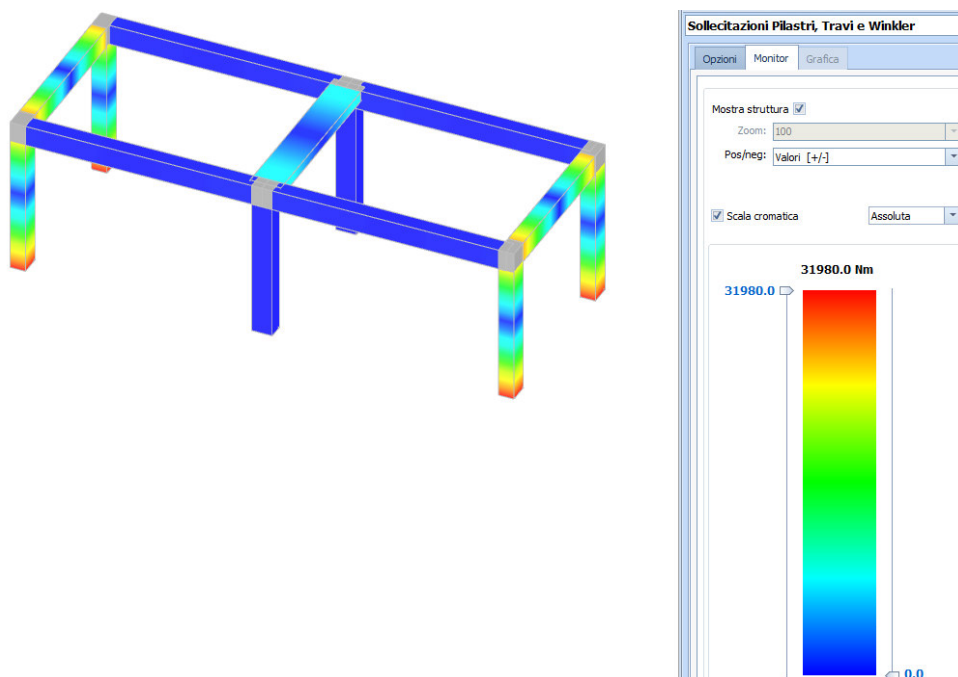 Sollecitazioni Pilastri, Travi e Winkler
Opzioni Monitor Grafica
Mostra struttura
Zoom: 100
Pos/neg: Valori [+/-]
Scala cromatica Assoluta
31980.0 Nm
31980.0
0.0